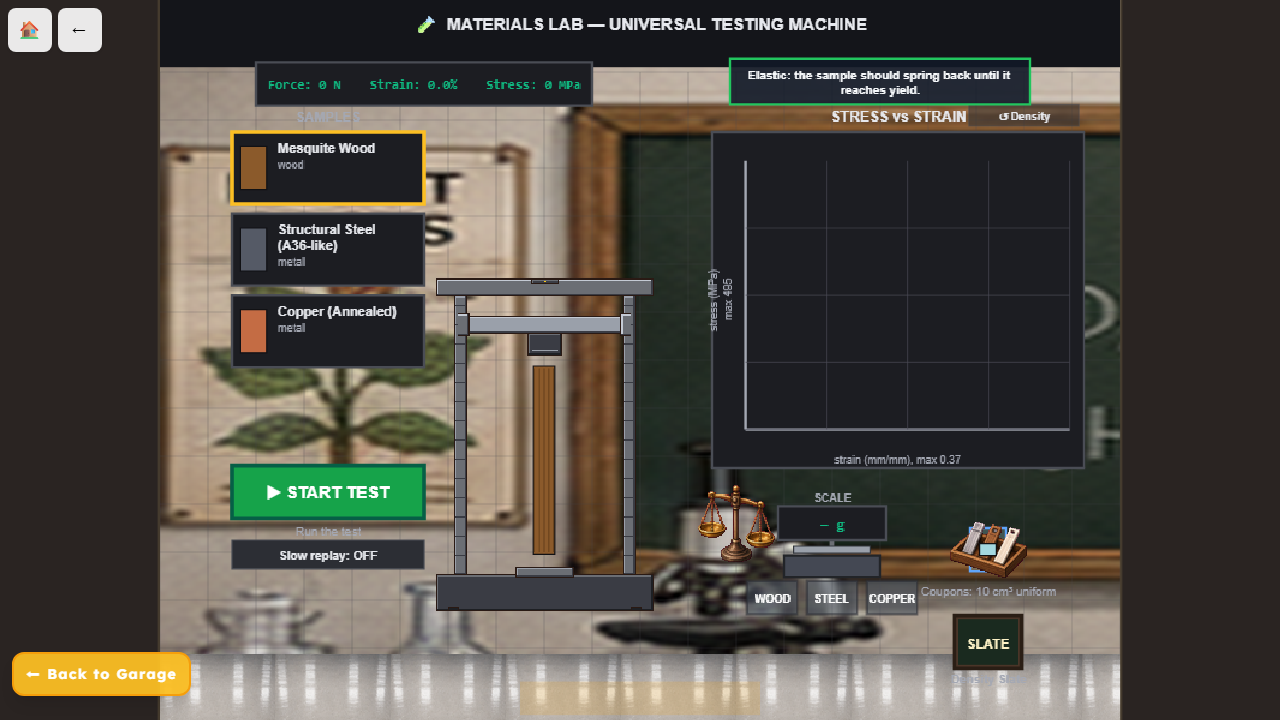 MATERIALS LAB — UNIVERSAL TESTING MACHINE
←
Force: 0 N Strain: 0.0% Stress: 0 MPa
Elastic: the sample should spring back until it
reaches yield.
SAMPLES
STRESS vs STRAIN
↺ Density
Mesquite Wood
wood
Structural Steel
(A36-like)
metal
Copper (Annealed)
metal
stress (MPa)
max 485
strain (mm/mm), max 0.37
▶ START TEST
Run the test
Slow replay: OFF
SCALE
— g
WOOD STEEL COPPER
Coupons: 10 cm³ uniform
SLATE
← Back to Garage